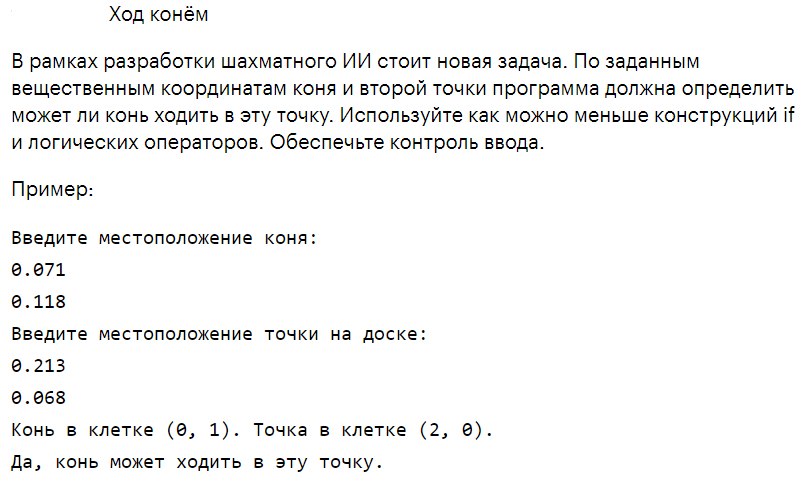 Ход конём
В рамках разработки шахматного ИИ стоит новая задача. По заданным
вещественным координатам коня и второй точки программа должна определить
может ли конь ходить в эту точку. Используйте как можно меньше конструкций if
и логических операторов. Обеспечьте контроль ввода.
Пример:
Введите местоположение коня:
0.071
0.118
Введите местоположение точки на доске:
0.213
0.068
Конь в клетке (0, 1). Точка в клетке (2, 0).
Да, конь может ходить в эту точку.